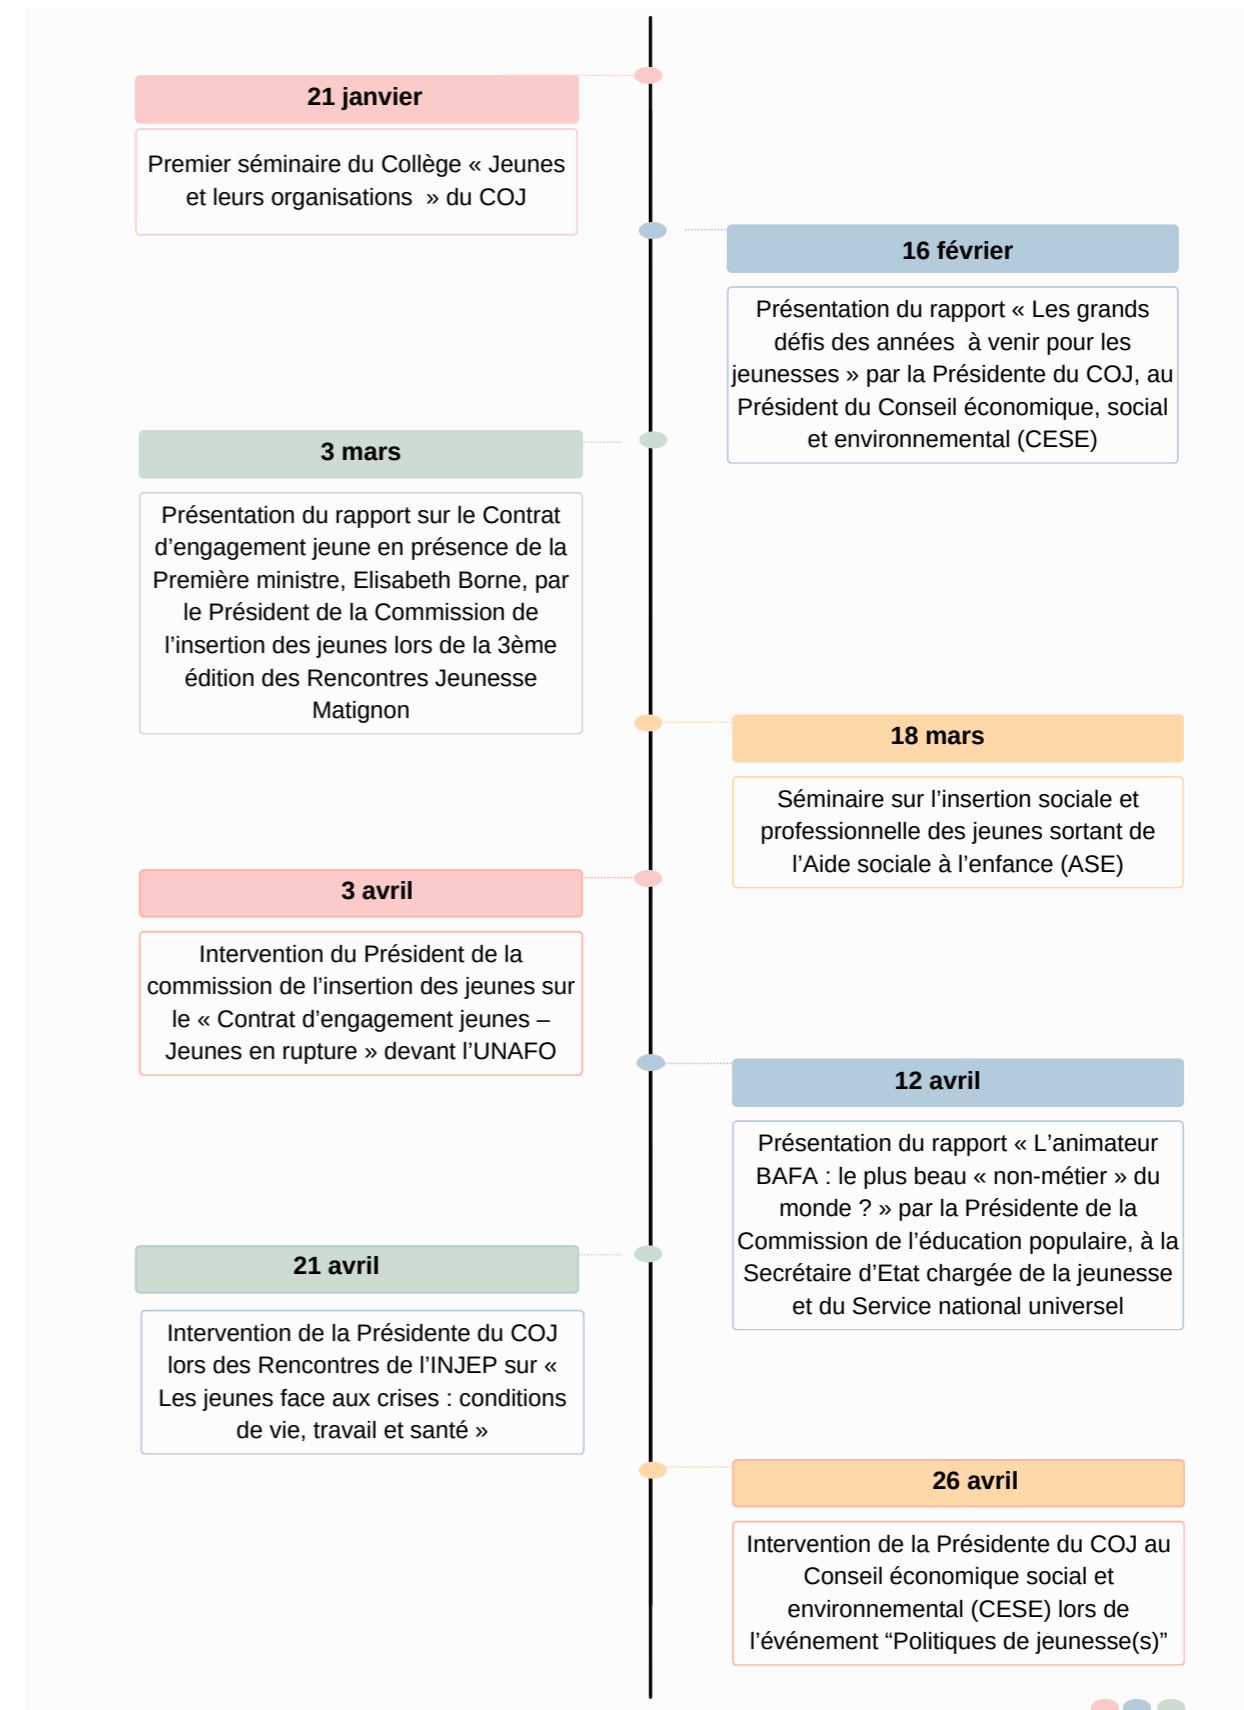 21 janvier
Premier séminaire du Collège « Jeunes
et leurs organisations  » du COJ
16 février
Présentation du rapport « Les grands
défis des années  à venir pour les
jeunesses » par la Présidente du COJ, au
Président du Conseil économique, social
et environnemental (CESE)
3 mars
Présentation du rapport sur le Contrat
d’engagement jeune en présence de la
Première ministre, Elisabeth Borne, par
le Président de la Commission de
l’insertion des jeunes lors de la 3ème
édition des Rencontres Jeunesse
Matignon
18 mars
Séminaire sur l’insertion sociale et
professionnelle des jeunes sortant de
l’Aide sociale à l’enfance (ASE)
3 avril
Intervention du Président de la
commission de l’insertion des jeunes sur
le « Contrat d’engagement jeunes –
Jeunes en rupture » devant l’UNAFO
12 avril
Présentation du rapport « L’animateur
BAFA : le plus beau « non-métier » du
monde ? » par la Présidente de la
Commission de l’éducation populaire, à la
Secrétaire d’Etat chargée de la jeunesse
et du Service national universel
21 avril
Intervention de la Présidente du COJ
lors des Rencontres de l’INJEP sur «
Les jeunes face aux crises : conditions
de vie, travail et santé »
26 avril
Intervention de la Présidente du COJ au
Conseil économique social et
environnemental (CESE) lors de
l’événement “Politiques de jeunesse(s)”